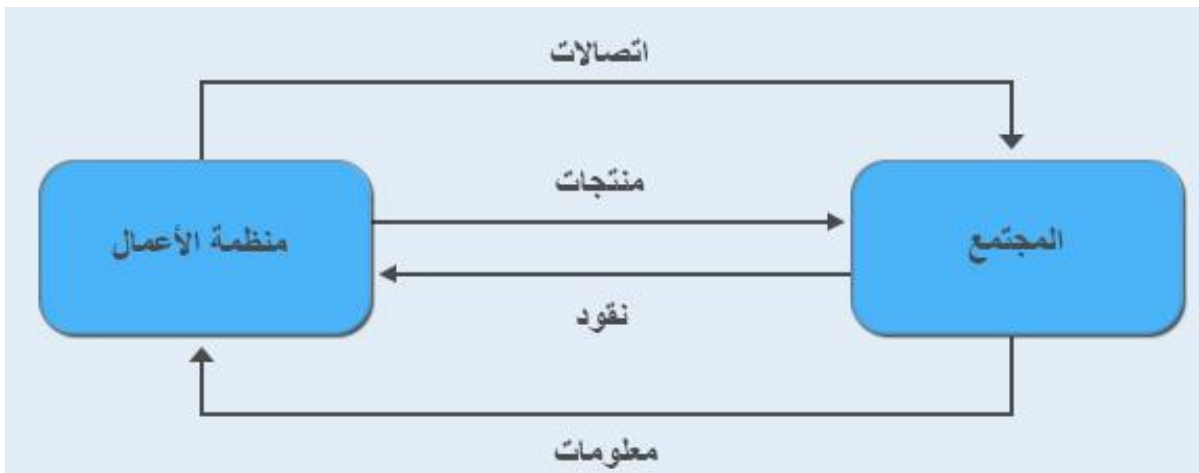 اتصالات
منتجات
المجتمع
منظمة الأعمال
نقود
معلومات